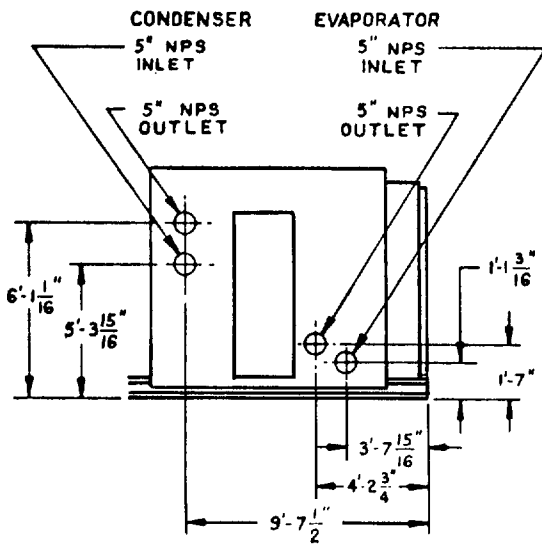 CONDENSER EVAPORATOR
5" NPS INLET
5" NPS INLET
5" NPS OUTLET
5" NPS OUTLET
6'-1 1/16"
5'-3 15/16"
1'-1 3/16"
1'-7"
3'-7 15/16"
4'-2 3/4"
9'-7 1/2"